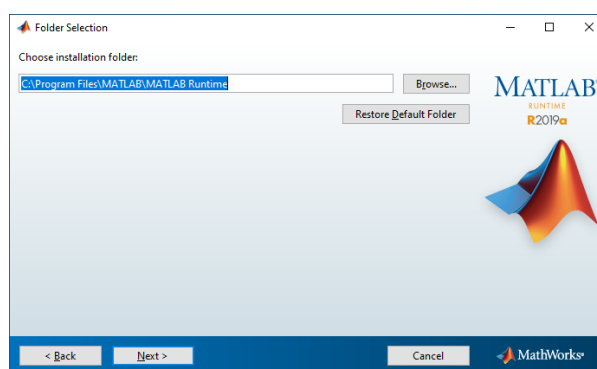 Folder Selection
Choose installation folder:
C:\Program Files\MATLAB\MATLAB Runtime
Browse...
Restore Default Folder
MATLAB
RUNTIME
R2019a
< Back
Next >
Cancel
MathWorks®